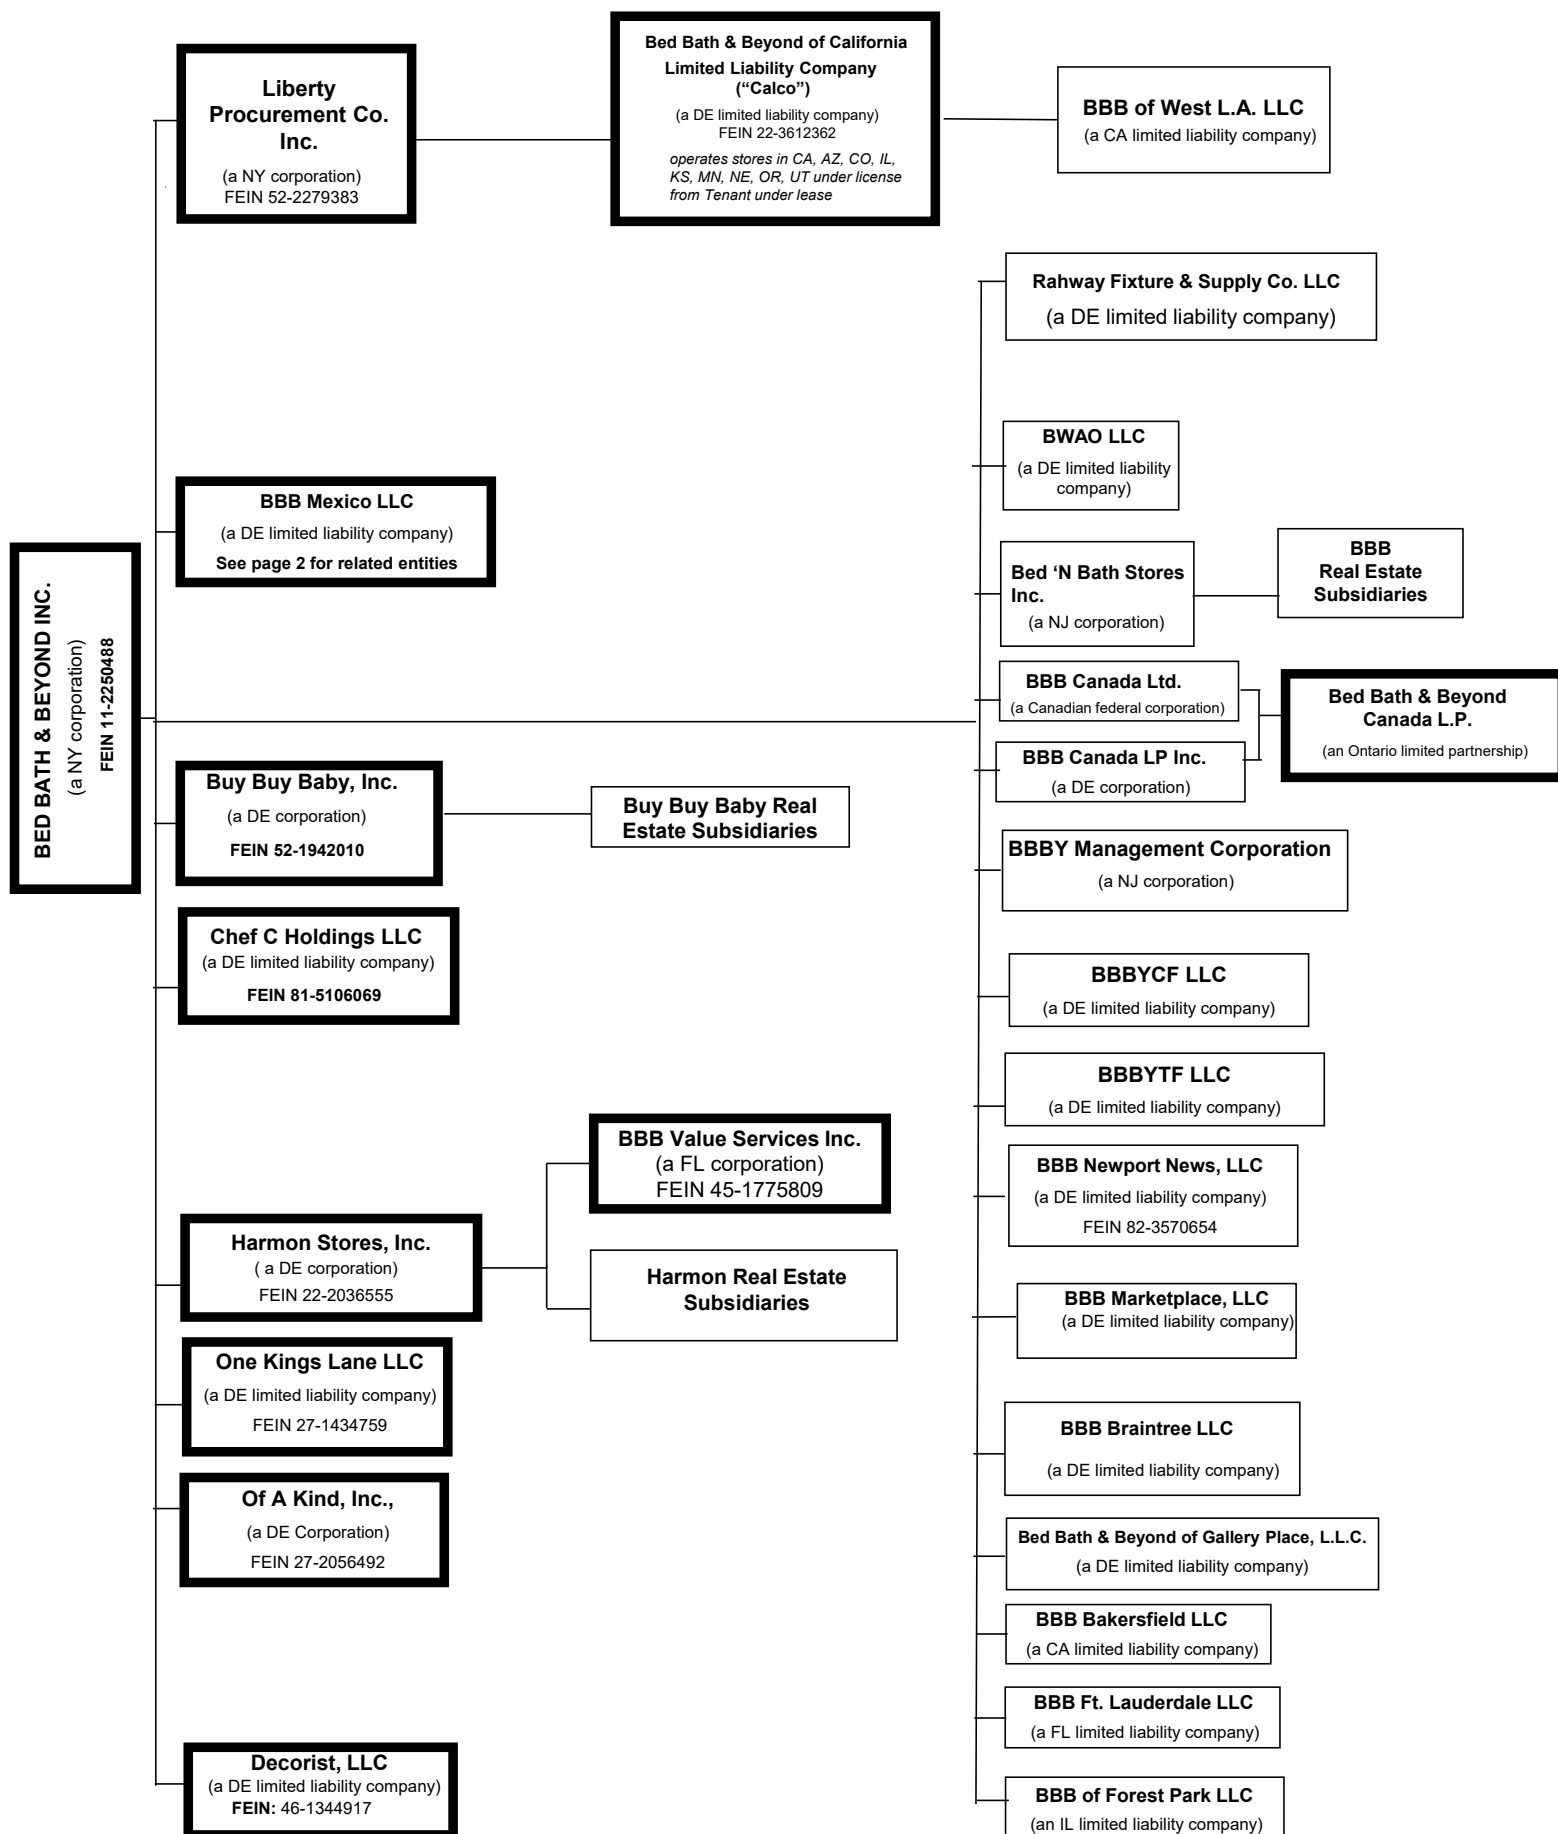 Liberty
Procurement Co.
Inc.
(a NY corporation)
FEIN 52-2279383
Bed Bath & Beyond of California
Limited Liability Company
(“Calco”)
(a DE limited liability company)
FEIN 22-3612362
operates stores in CA, AZ, CO, IL,
KS, MN, NE, OR, UT under license
from Tenant under lease
BBB of West L.A. LLC
(a CA limited liability company)
BED BATH & BEYOND INC.
(a NY corporation)
FEIN 11-2250488
BBB Mexico LLC
(a DE limited liability company)
See page 2 for related entities
Buy Buy Baby, Inc.
(a DE corporation)
FEIN 52-1942010
Buy Buy Baby Real
Estate Subsidiaries
Chef C Holdings LLC
(a DE limited liability company)
FEIN 81-5106069
Harmon Stores, Inc.
( a DE corporation)
FEIN 22-2036555
BBB Value Services Inc.
(a FL corporation)
FEIN 45-1775809
Harmon Real Estate
Subsidiaries
One Kings Lane LLC
(a DE limited liability company)
FEIN 27-1434759
Of A Kind, Inc.,
(a DE Corporation)
FEIN 27-2056492
Decorist, LLC
(a DE limited liability company)
FEIN: 46-1344917
Rahway Fixture & Supply Co. LLC
(a DE limited liability company)
BWAO LLC
(a DE limited liability
company)
Bed ‘N Bath Stores
Inc.
(a NJ corporation)
BBB
Real Estate
Subsidiaries
BBB Canada Ltd.
(a Canadian federal corporation)
BBB Canada LP Inc.
(a DE corporation)
Bed Bath & Beyond
Canada L.P.
(an Ontario limited partnership)
BBBY Management Corporation
(a NJ corporation)
BBBYCF LLC
(a DE limited liability company)
BBBYTF LLC
(a DE limited liability company)
BBB Newport News, LLC
(a DE limited liability company)
FEIN 82-3570654
BBB Marketplace, LLC
(a DE limited liability company)
BBB Braintree LLC
(a DE limited liability company)
Bed Bath & Beyond of Gallery Place, L.L.C.
(a DE limited liability company)
BBB Bakersfield LLC
(a CA limited liability company)
BBB Ft. Lauderdale LLC
(a FL limited liability company)
BBB of Forest Park LLC
(an IL limited liability company)